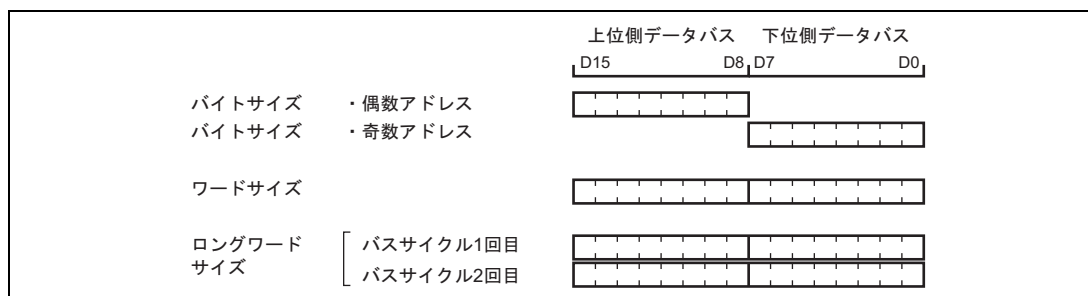 上位側データバス 下位側データバス
D15 D8 D7 D0
バイトサイズ ・偶数アドレス
バイトサイズ ・奇数アドレス
ワードサイズ
ロングワード バスサイクル1回目
サイズ バスサイクル2回目